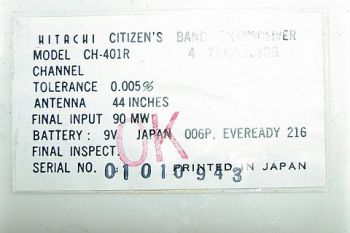 HITACHI CITIZEN'S BAND TRANSCEIVER
MODEL CH-401R 4 TRANSISTOR
CHANNEL
TOLERANCE 0.005%
ANTENNA 44 INCHES
FINAL INPUT 90 MW
BATTERY: 9V JAPAN 006P, EVEREADY 216
FINAL INSPECT.
OK
SERIAL NO. 01010943 PRINTED IN JAPAN